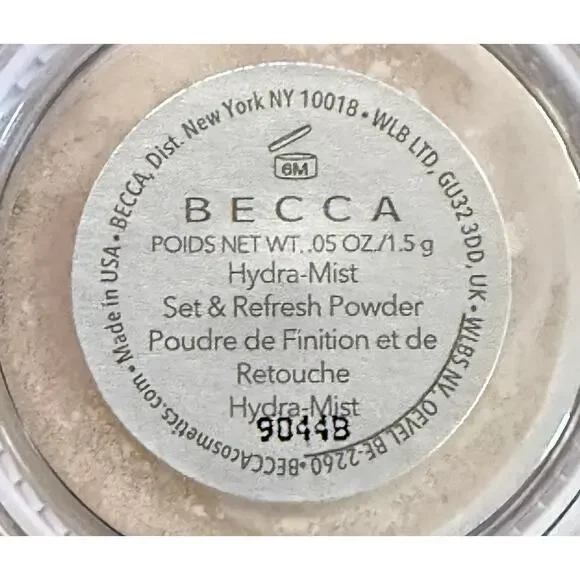 BECCA, Dist. New York NY 10018 • WLB LTD, GU32 3DD, UK • WLBS NV, OEVEL BE-2260 • BECCAcosmetics.com • Made in USA •
6M
BECCA
POIDS NET WT. .05 OZ./1.5 g
Hydra-Mist
Set & Refresh Powder
Poudre de Finition et de
Retouche
Hydra-Mist
9044B